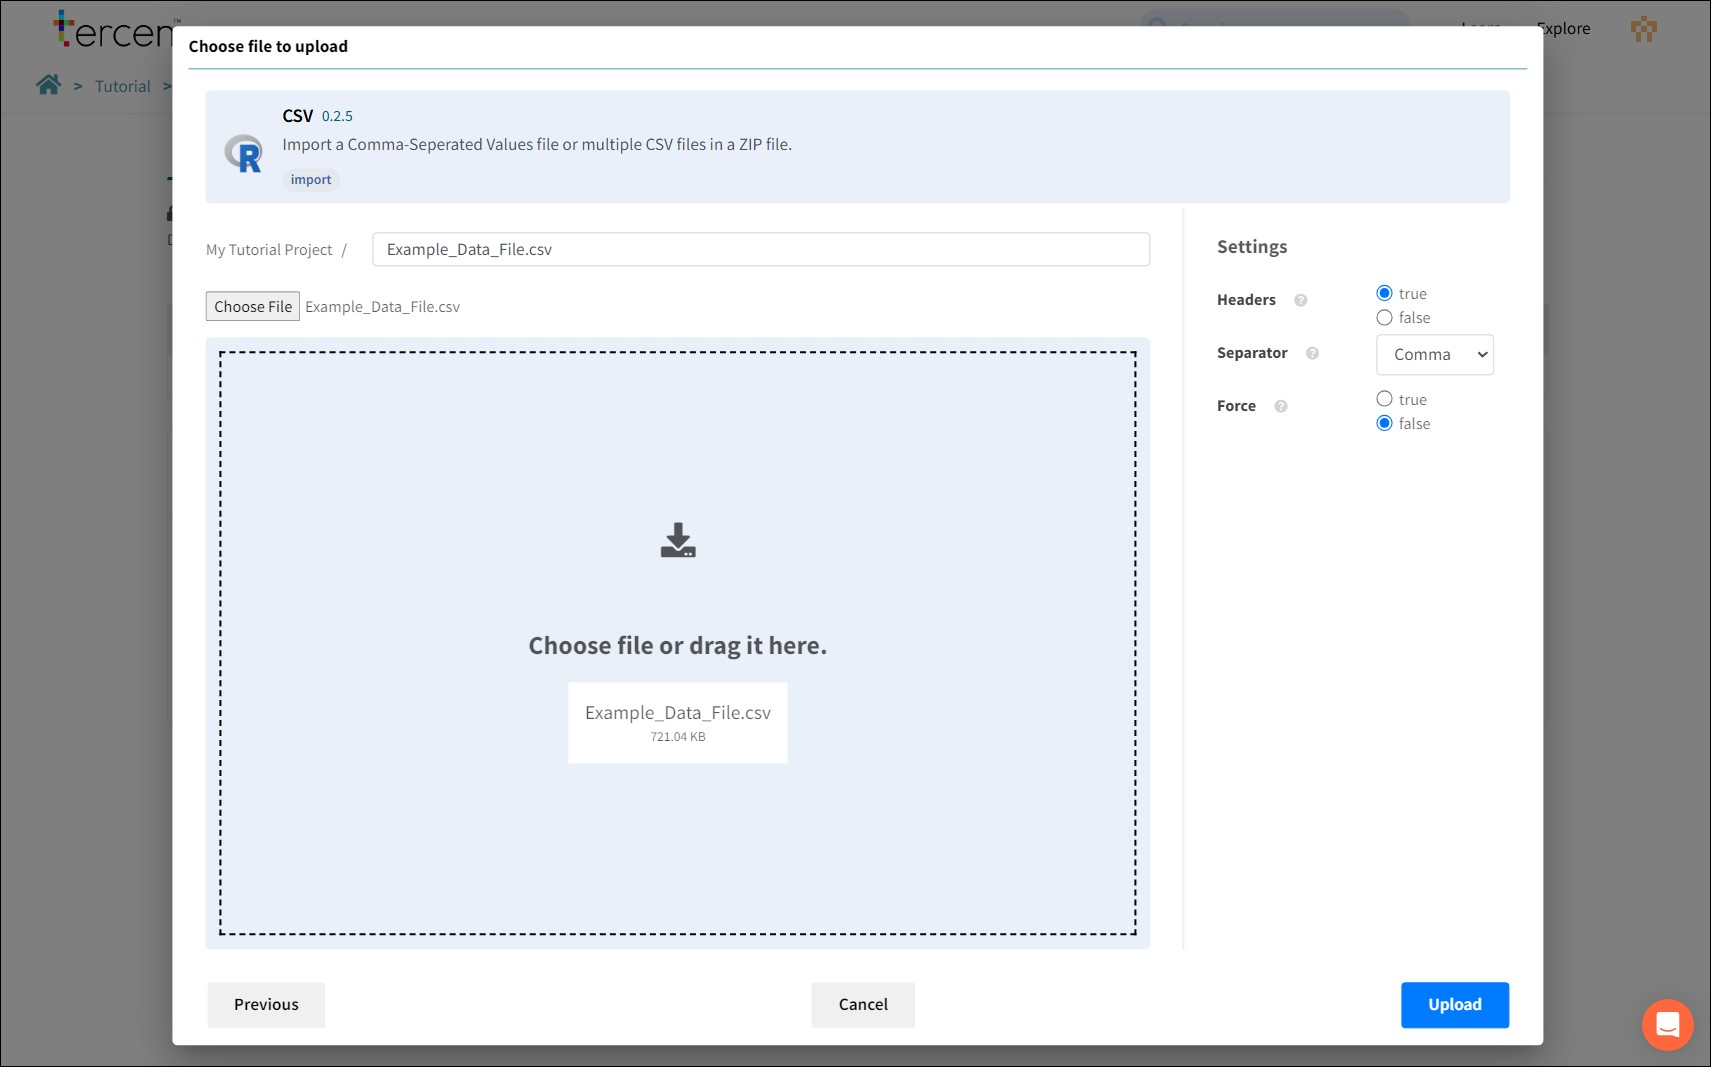 tercen™
Explore
> Tutorial >
Choose file to upload
CSV 0.2.5
Import a Comma-Seperated Values file or multiple CSV files in a ZIP file.
import
My Tutorial Project / Example_Data_File.csv
Choose File Example_Data_File.csv
Choose file or drag it here.
Example_Data_File.csv
721.04 KB
Settings
Headers ? true
false
Separator ? Comma
Force ? true
false
Previous
Cancel
Upload